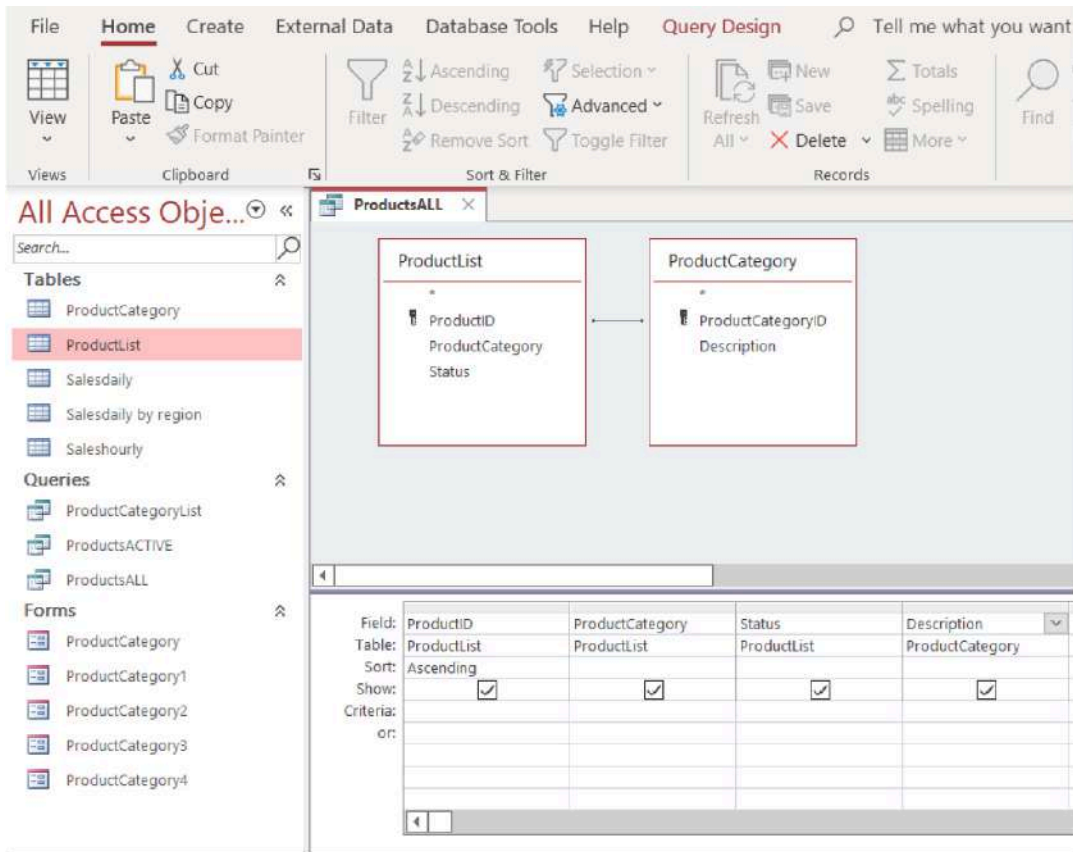 File Home Create External Data Database Tools Help Query Design Tell me what you want
View
Paste
Cut
Copy
Format Painter
Filter
Ascending
Descending
Remove Sort
Selection
Advanced
Toggle Filter
Refresh
All
New
Save
Delete
Totals
Spelling
More
Find
Views Clipboard Sort & Filter Records
All Access Obje...
Search...
Tables
ProductCategory
ProductList
Salesdaily
Salesdaily by region
Saleshourly
Queries
ProductCategoryList
ProductsACTIVE
ProductsALL
Forms
ProductCategory
ProductCategory1
ProductCategory2
ProductCategory3
ProductCategory4
ProductsALL
ProductList
*
ProductID
ProductCategory
Status
ProductCategory
*
ProductCategoryID
Description
Field: ProductID ProductCategory Status Description
Table: ProductList ProductList ProductList ProductCategory
Sort: Ascending
Show:
Criteria:
or: